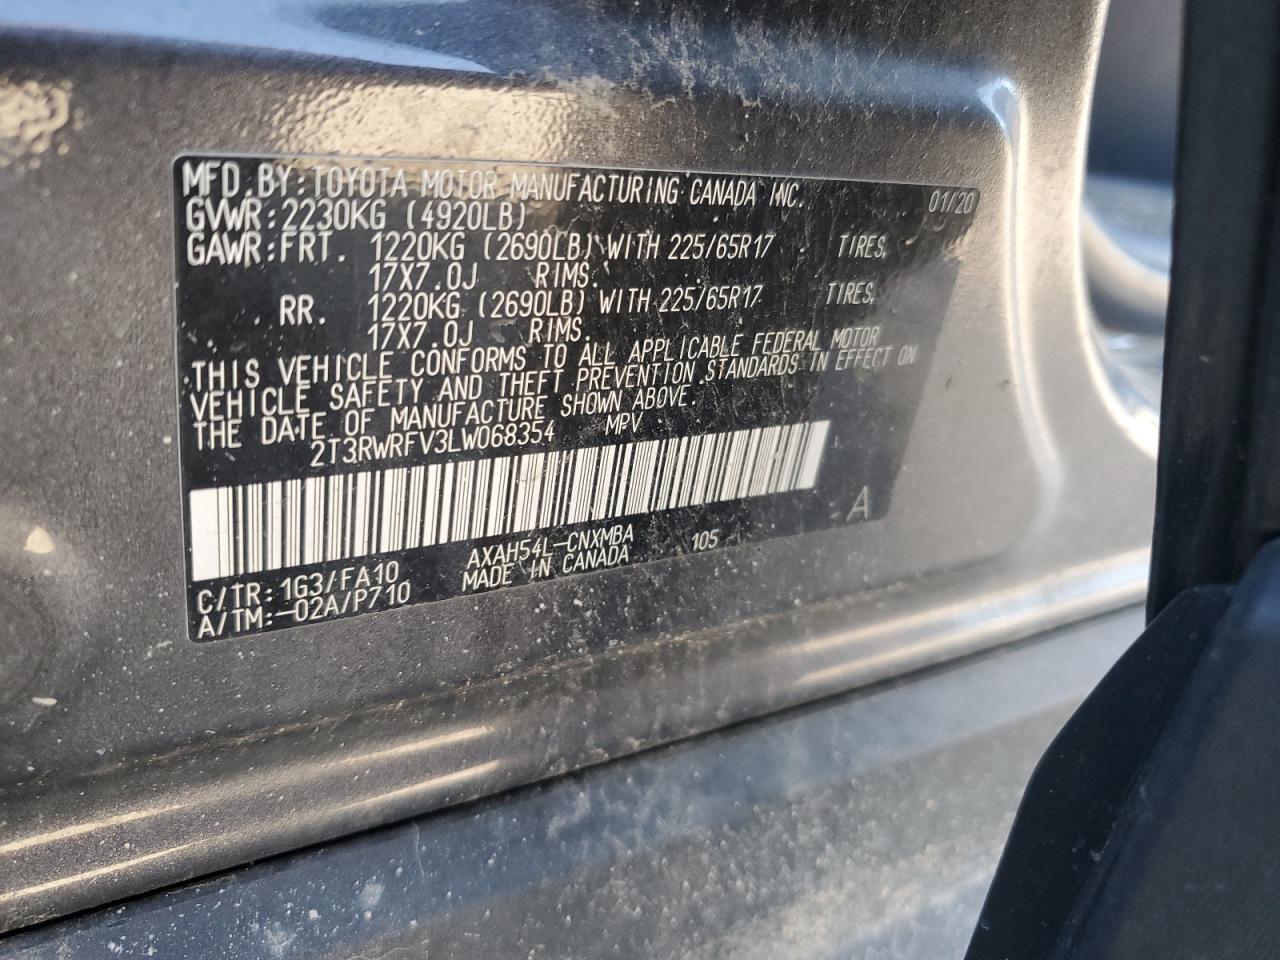 MFD.BY:TOYOTA MOTOR MANUFACTURING CANADA INC. 01/20
GVWR:2230KG (4920LB)
GAWR:FRT. 1220KG (2690LB) WITH 225/65R17 TIRES,
17X7.0J RIMS.
RR. 1220KG (2690LB) WITH 225/65R17 TIRES,
17X7.0J RIMS.
THIS VEHICLE CONFORMS TO ALL APPLICABLE FEDERAL MOTOR
VEHICLE SAFETY AND THEFT PREVENTION STANDARDS IN EFFECT ON
THE DATE OF MANUFACTURE SHOWN ABOVE.
2T3RWRFV3LW068354 MPV
A
AXAH54L-CNXMBA 105
C/TR:1G3/FA10 MADE IN CANADA
A/TM:-02A/P710